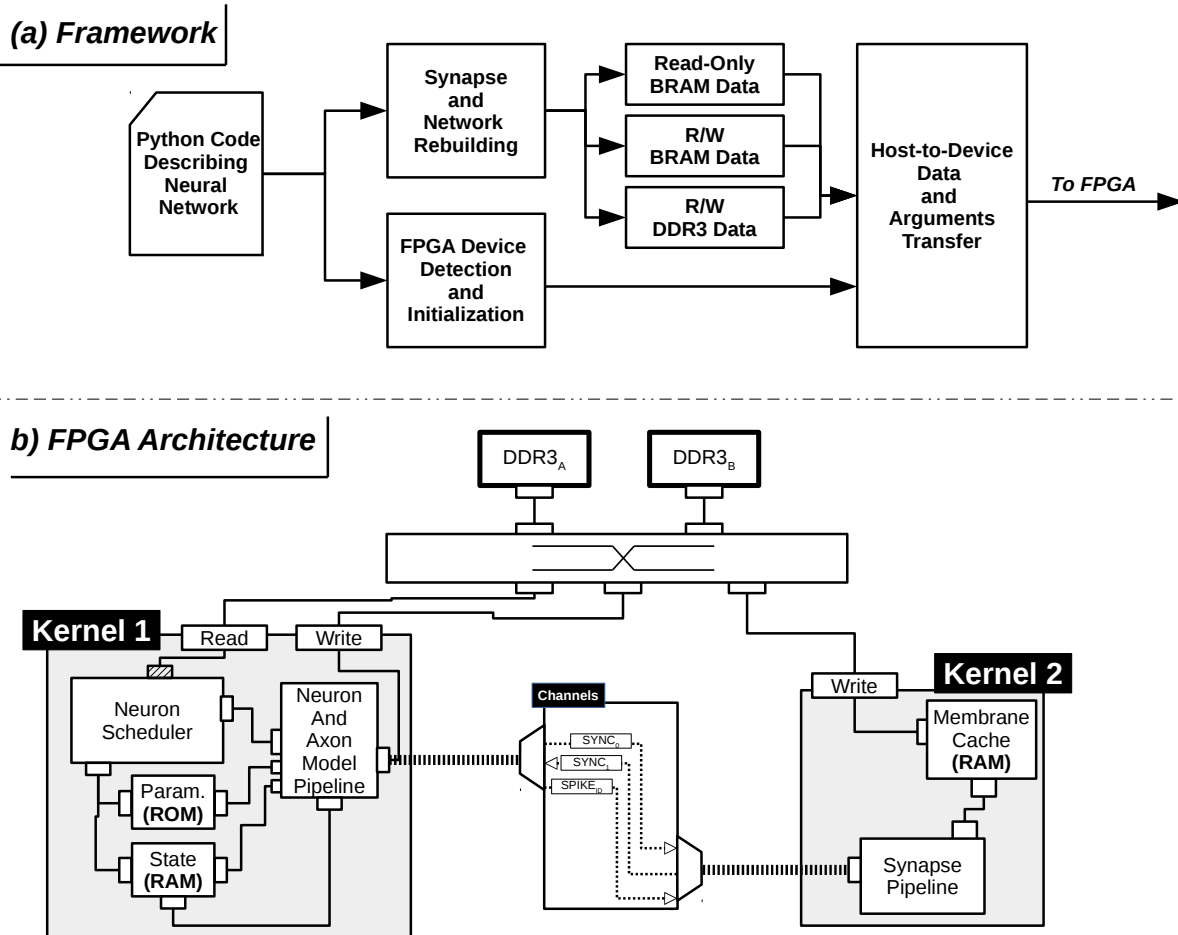 (a) Framework
Python Code
Describing
Neural
Network
Synapse
and
Network
Rebuilding
FPGA Device
Detection
and
Initialization
Read-Only
BRAM Data
R/W
BRAM Data
R/W
DDR3 Data
Host-to-Device
Data
and
Arguments
Transfer
To FPGA
b) FPGA Architecture
DDR3A
DDR3B
Kernel 1
Read
Write
Neuron
Scheduler
Neuron
And
Axon
Model
Pipeline
Param.
(ROM)
State
(RAM)
Channels
SYNC0
SYNC1
SPIKEID
Kernel 2
Write
Membrane
Cache
(RAM)
Synapse
Pipeline